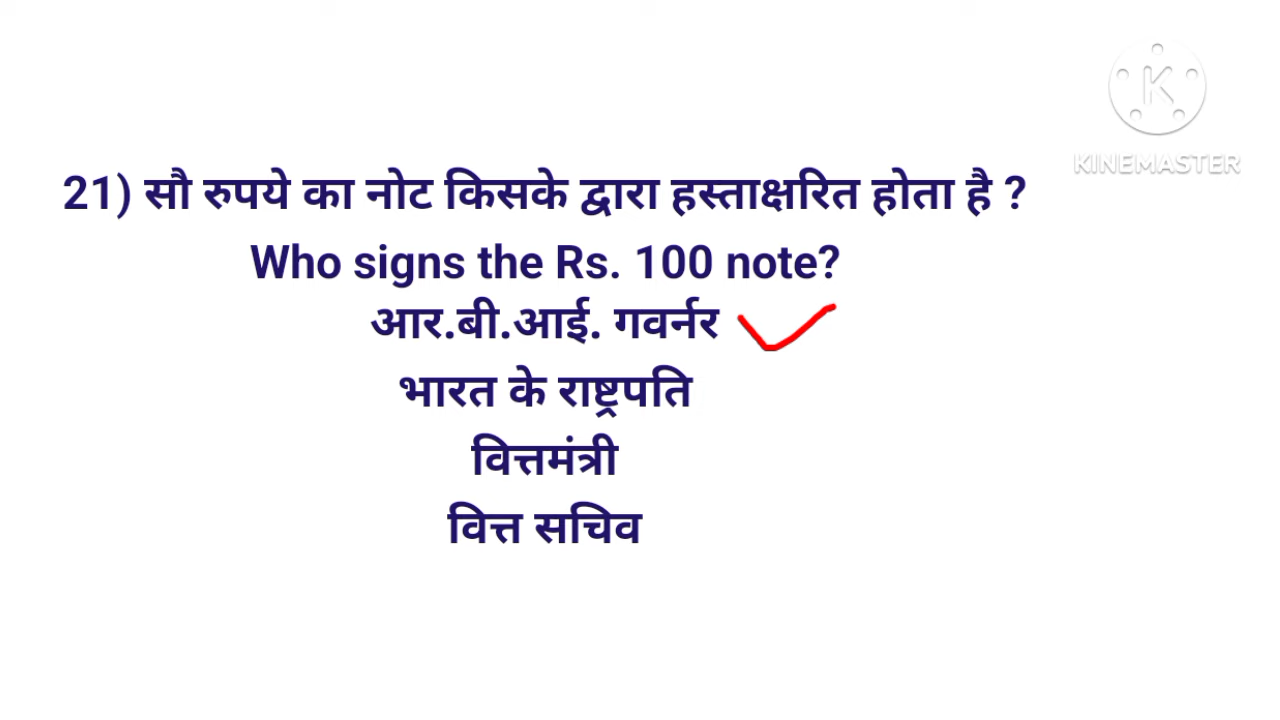 KINEMASTER
21) सौ रुपये का नोट किसके द्वारा हस्ताक्षरित होता है ?
Who signs the Rs. 100 note?
आर.बी.आई. गवर्नर
भारत के राष्ट्रपति
वित्तमंत्री
वित्त सचिव